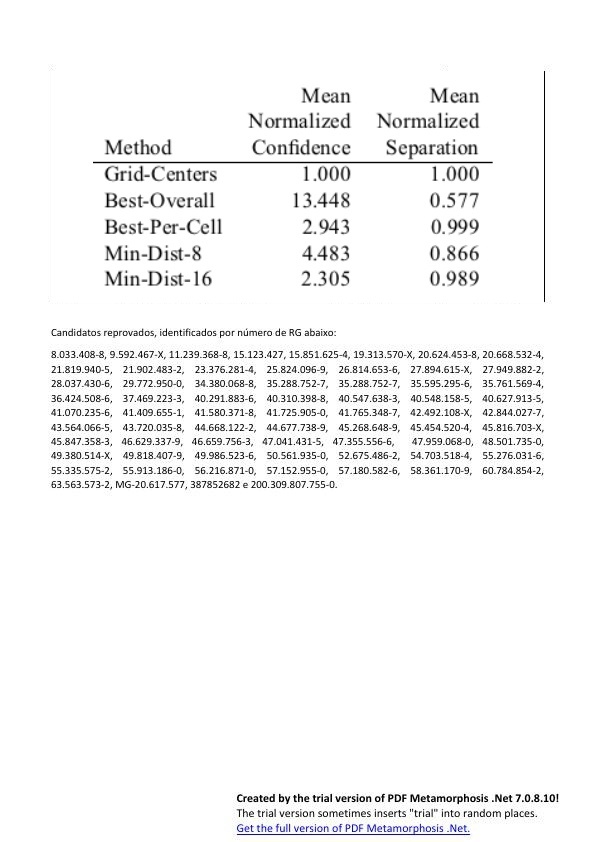 Mean Mean
Normalized Normalized
Method Confidence Separation
Grid-Centers 1.000 1.000
Best-Overall 13.448 0.577
Best-Per-Cell 2.943 0.999
Min-Dist-8 4.483 0.866
Min-Dist-16 2.305 0.989
Candidatos reprovados, identificados por número de RG abaixo:
8.033.408-8, 9.592.467-X, 11.239.368-8, 15.123.427, 15.851.625-4, 19.313.570-X, 20.624.453-8, 20.668.532-4,
21.819.940-5, 21.902.483-2, 23.376.281-4, 25.824.096-9, 26.814.653-6, 27.894.615-X, 27.949.882-2,
28.037.430-6, 29.772.950-0, 34.380.068-8, 35.288.752-7, 35.288.752-7, 35.595.295-6, 35.761.569-4,
36.424.508-6, 37.469.223-3, 40.291.883-6, 40.310.398-8, 40.547.638-3, 40.548.158-5, 40.627.913-5,
41.070.235-6, 41.409.655-1, 41.580.371-8, 41.725.905-0, 41.765.348-7, 42.492.108-X, 42.844.027-7,
43.564.066-5, 43.720.035-8, 44.668.122-2, 44.677.738-9, 45.268.648-9, 45.454.520-4, 45.816.703-X,
45.847.358-3, 46.629.337-9, 46.659.756-3, 47.041.431-5, 47.355.556-6, 47.959.068-0, 48.501.735-0,
49.380.514-X, 49.818.407-9, 49.986.523-6, 50.561.935-0, 52.675.486-2, 54.703.518-4, 55.276.031-6,
55.335.575-2, 55.913.186-0, 56.216.871-0, 57.152.955-0, 57.180.582-6, 58.361.170-9, 60.784.854-2,
63.563.573-2, MG-20.617.577, 387852682 e 200.309.807.755-0.
Created by the trial version of PDF Metamorphosis .Net 7.0.8.10!
The trial version sometimes inserts "trial" into random places.
Get the full version of PDF Metamorphosis .Net.